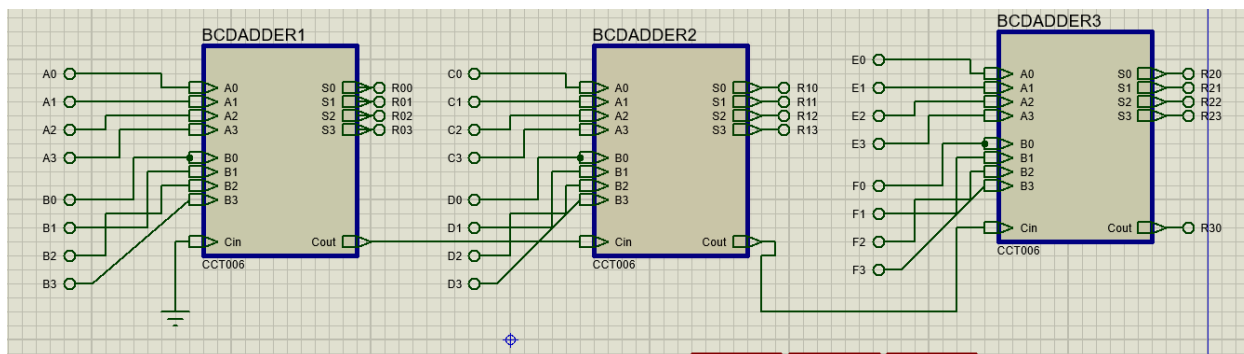 BCDADDER1
A0
A1
A2
A3
B0
B1
B2
B3
A0
A1
A2
A3
B0
B1
B2
B3
Cin
S0
S1
S2
S3
Cout
R00
R01
R02
R03
CCT006
BCDADDER2
C0
C1
C2
C3
D0
D1
D2
D3
A0
A1
A2
A3
B0
B1
B2
B3
Cin
S0
S1
S2
S3
Cout
R10
R11
R12
R13
CCT006
BCDADDER3
E0
E1
E2
E3
F0
F1
F2
F3
A0
A1
A2
A3
B0
B1
B2
B3
Cin
S0
S1
S2
S3
Cout
R20
R21
R22
R23
R30
CCT006